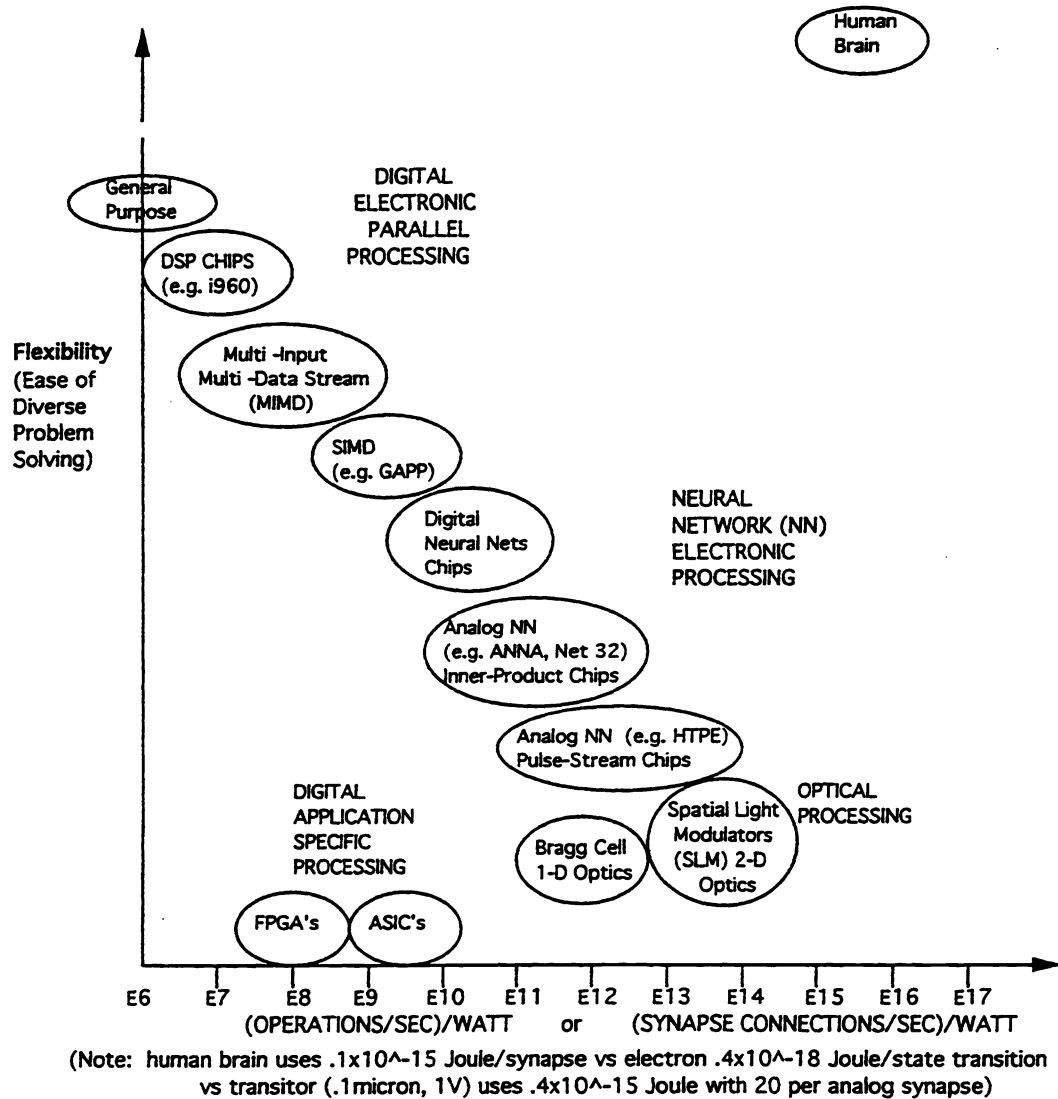 Human
Brain
General
Purpose
DIGITAL
ELECTRONIC
PARALLEL
PROCESSING
DSP CHIPS
(e.g. i960)
Flexibility
(Ease of
Diverse
Problem
Solving)
Multi -Input
Multi -Data Stream
(MIMD)
SIMD
(e.g. GAPP)
Digital
Neural Nets
Chips
NEURAL
NETWORK (NN)
ELECTRONIC
PROCESSING
Analog NN
(e.g. ANNA, Net 32)
Inner-Product Chips
Analog NN (e.g. HTPE)
Pulse-Stream Chips
DIGITAL
APPLICATION
SPECIFIC
PROCESSING
OPTICAL
PROCESSING
Spatial Light
Modulators
(SLM) 2-D
Optics
Bragg Cell
1-D Optics
FPGA's
ASIC's
E6 E7 E8 E9 E10 E11 E12 E13 E14 E15 E16 E17
(OPERATIONS/SEC)/WATT or (SYNAPSE CONNECTIONS/SEC)/WATT
(Note: human brain uses .1x10^-15 Joule/synapse vs electron .4x10^-18 Joule/state transition
vs transitor (.1micron, 1V) uses .4x10^-15 Joule with 20 per analog synapse)